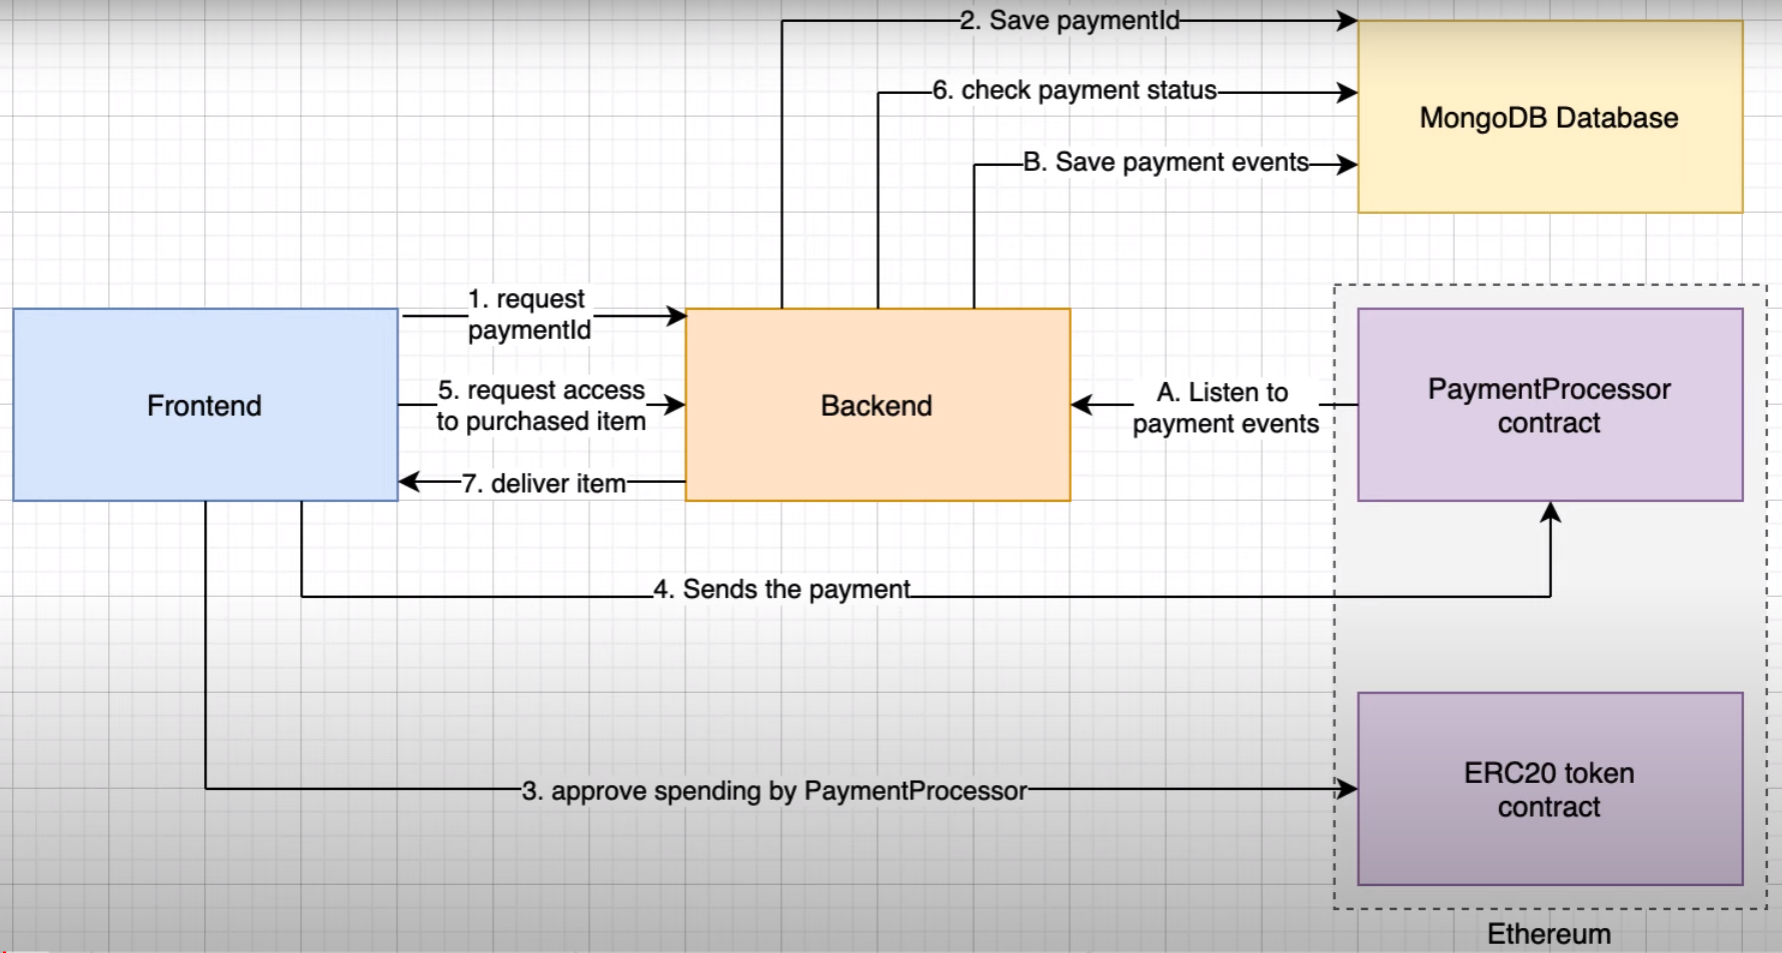 2. Save paymentId
6. check payment status
MongoDB Database
B. Save payment events
1. request
paymentId
Frontend
5. request access
to purchased item
Backend
A. Listen to
payment events
PaymentProcessor
contract
7. deliver item
4. Sends the payment
3. approve spending by PaymentProcessor
ERC20 token
contract
Ethereum